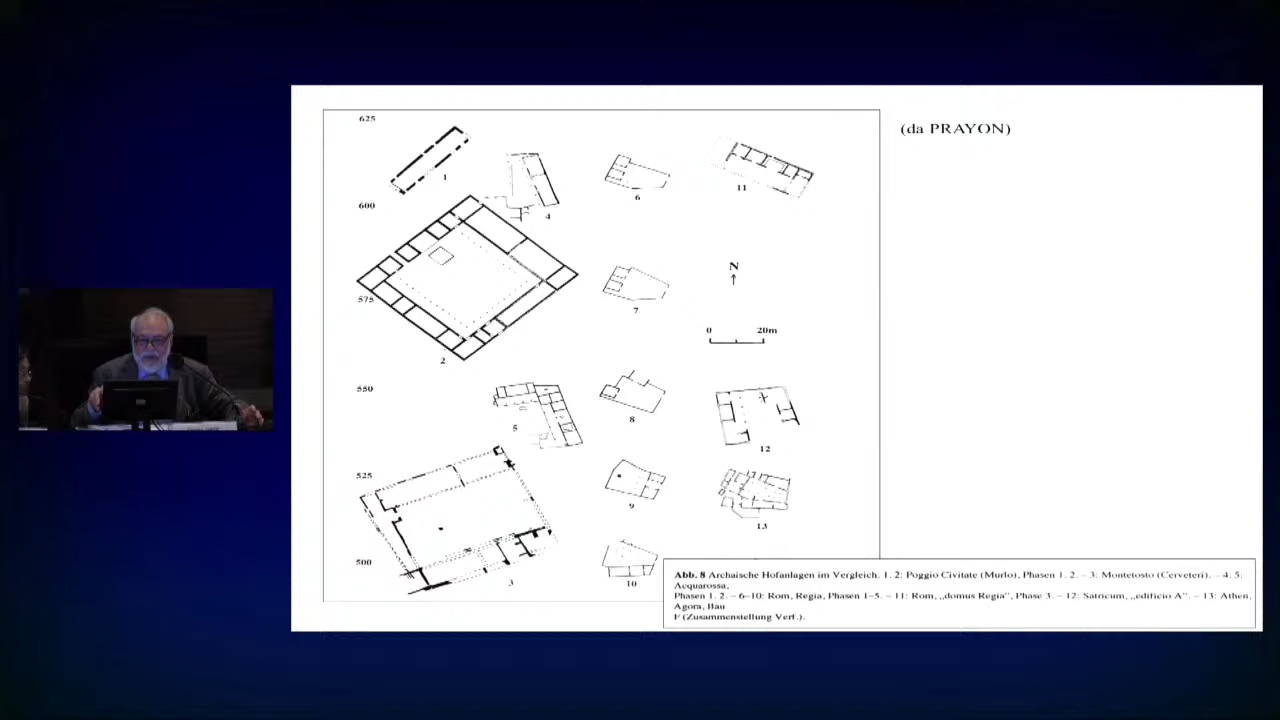 (da PRAYON)
625
1
4
6
11
600
N
575
7
0 20m
2
550
5
8
12
525
9
13
500
3
10
Abb. 8 Archaische Hofanlagen im Vergleich. 1. 2: Poggio Civitate (Murlo), Phasen 1. 2. – 3: Montetosto (Cerveteri). – 4. 5:
Acquarossa,
Phasen 1. 2. – 6–10: Rom, Regia, Phasen 1–5. – 11: Rom, „domus Regia", Phase 3. – 12: Satricum, „edificio A". – 13: Athen,
Agora, Bau
F (Zusammenstellung Verf.).